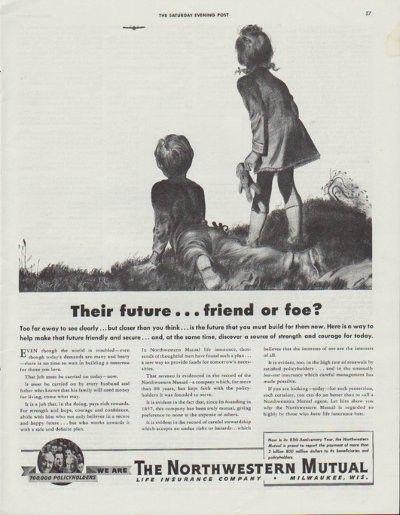 THE SATURDAY EVENING POST
27
Their future... friend or foe?
Too far away to see clearly...but closer than you think...is the future that you must build for them now. Here is a way to
help make that future friendly and secure...and, at the same time, discover a source of strength and courage for today.
EVEN though the world is troubled—even
though today's demands are many and heavy
—there is no time to wait in building a tomorrow
for those you love.
That job must be carried on today—now.
It must be carried on by every husband and
father who knows that his family will need money
for living, come what may.
It is a job that, in the doing, pays rich rewards.
For strength and hope, courage and confidence,
abide with him who not only believes in a secure
and happy future...but who works towards it
with a safe and definite plan.
In Northwestern Mutual life insurance, thou-
sands of thoughtful men have found such a plan...
a sure way to provide funds for tomorrow's neces-
sities.
That sureness is evidenced in the record of the
Northwestern Mutual—a company which, for more
than 80 years, has kept faith with the policy-
holders it was founded to serve.
It is evident in the fact that, since its founding in
1857, this company has been truly mutual, giving
preference to none at the expense of others.
It is evident in the record of careful stewardship
which accepts no undue risks or hazards...which
believes that the interests of one are the interests
of all.
It is evident, too, in the high rate of renewals by
satisfied policyholders...and in the unusually
low-cost insurance which careful management has
made possible.
If you are looking—today—for such protection,
such certainty, you can do no better than to call a
Northwestern Mutual agent. Let him show you
why the Northwestern Mutual is regarded so
highly by those who know life insurance best.
Now in its 85th Anniversary Year, the Northwestern
Mutual is proud to report the payment of more than
2 billion 800 million dollars to its beneficiaries and
policyholders.
700,000 POLICYHOLDERS
WE ARE
THE NORTHWESTERN MUTUAL
LIFE INSURANCE COMPANY • MILWAUKEE, WIS.